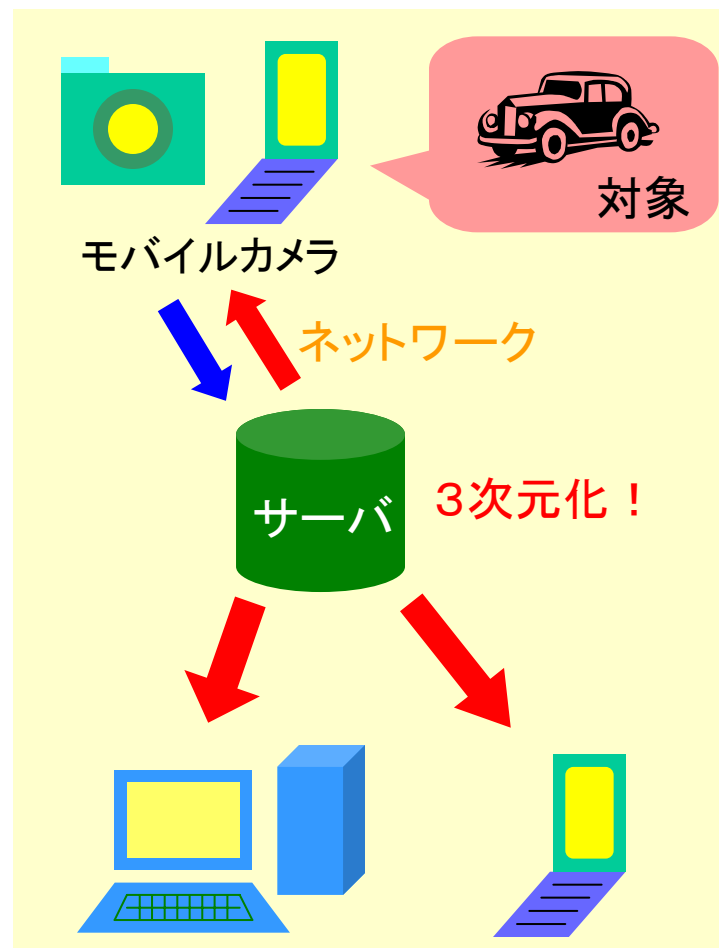 対象
モバイルカメラ
ネットワーク
サーバ
３次元化！